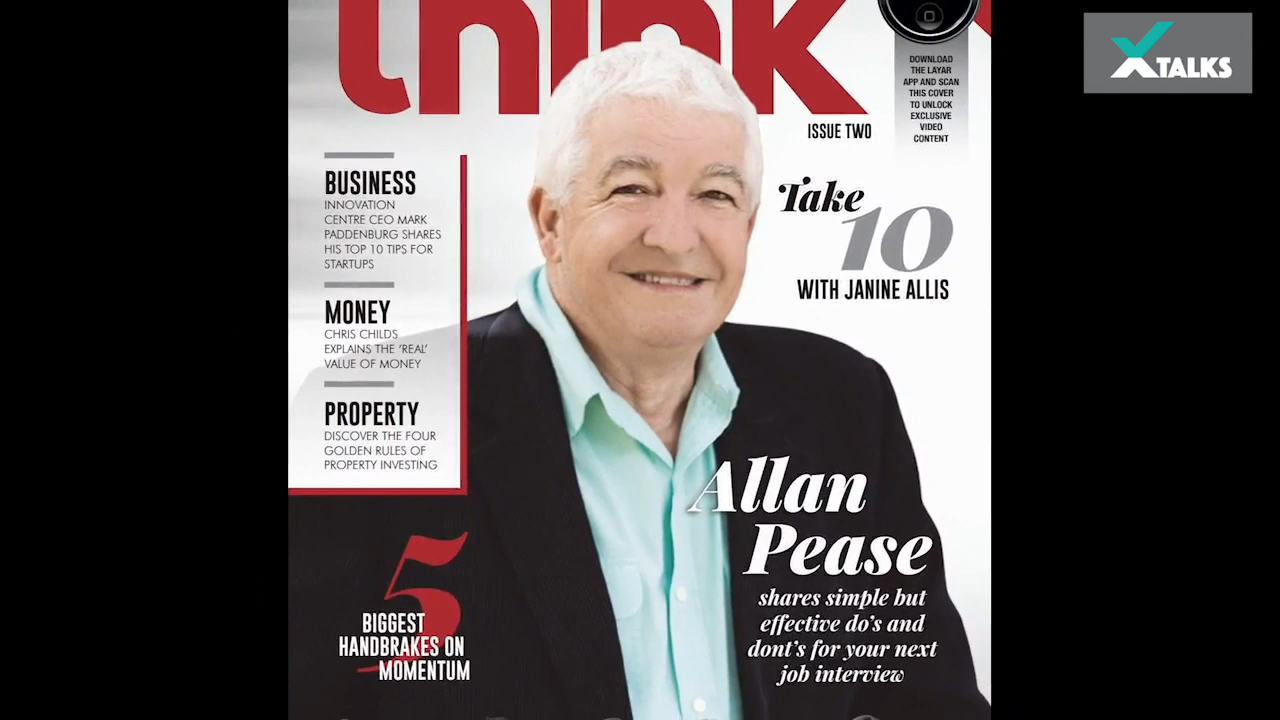 think
XTALKS
DOWNLOAD
THE LAYAR
APP AND SCAN
THIS COVER
TO UNLOCK
EXCLUSIVE
VIDEO
CONTENT
ISSUE TWO
BUSINESS
INNOVATION
CENTRE CEO MARK
PADDENBURG SHARES
HIS TOP 10 TIPS FOR
STARTUPS
MONEY
CHRIS CHILDS
EXPLAINS THE ‘REAL’
VALUE OF MONEY
PROPERTY
DISCOVER THE FOUR
GOLDEN RULES OF
PROPERTY INVESTING
Take
10
WITH JANINE ALLIS
Allan
Pease
shares simple but
effective do's and
dont's for your next
job interview
5
BIGGEST
HANDBRAKES ON
MOMENTUM